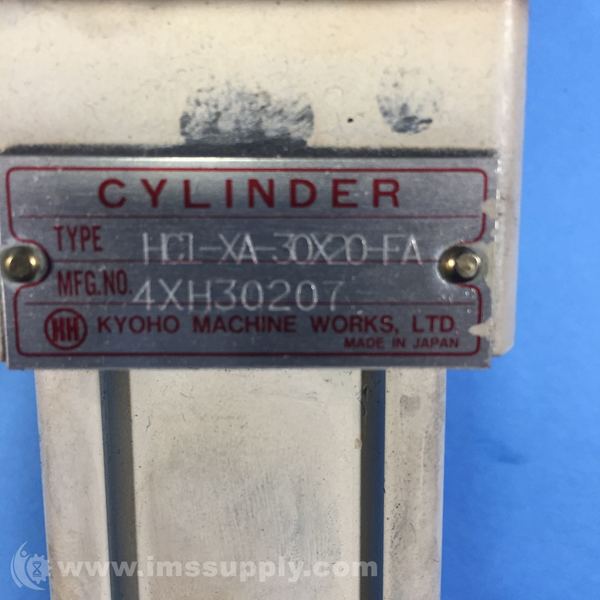 CYLINDER
TYPE HC1-XA-30X20-FA
MFG.NO. 4XH30207
HH KYOHO MACHINE WORKS, LTD.
MADE IN JAPAN
www.imssupply.com